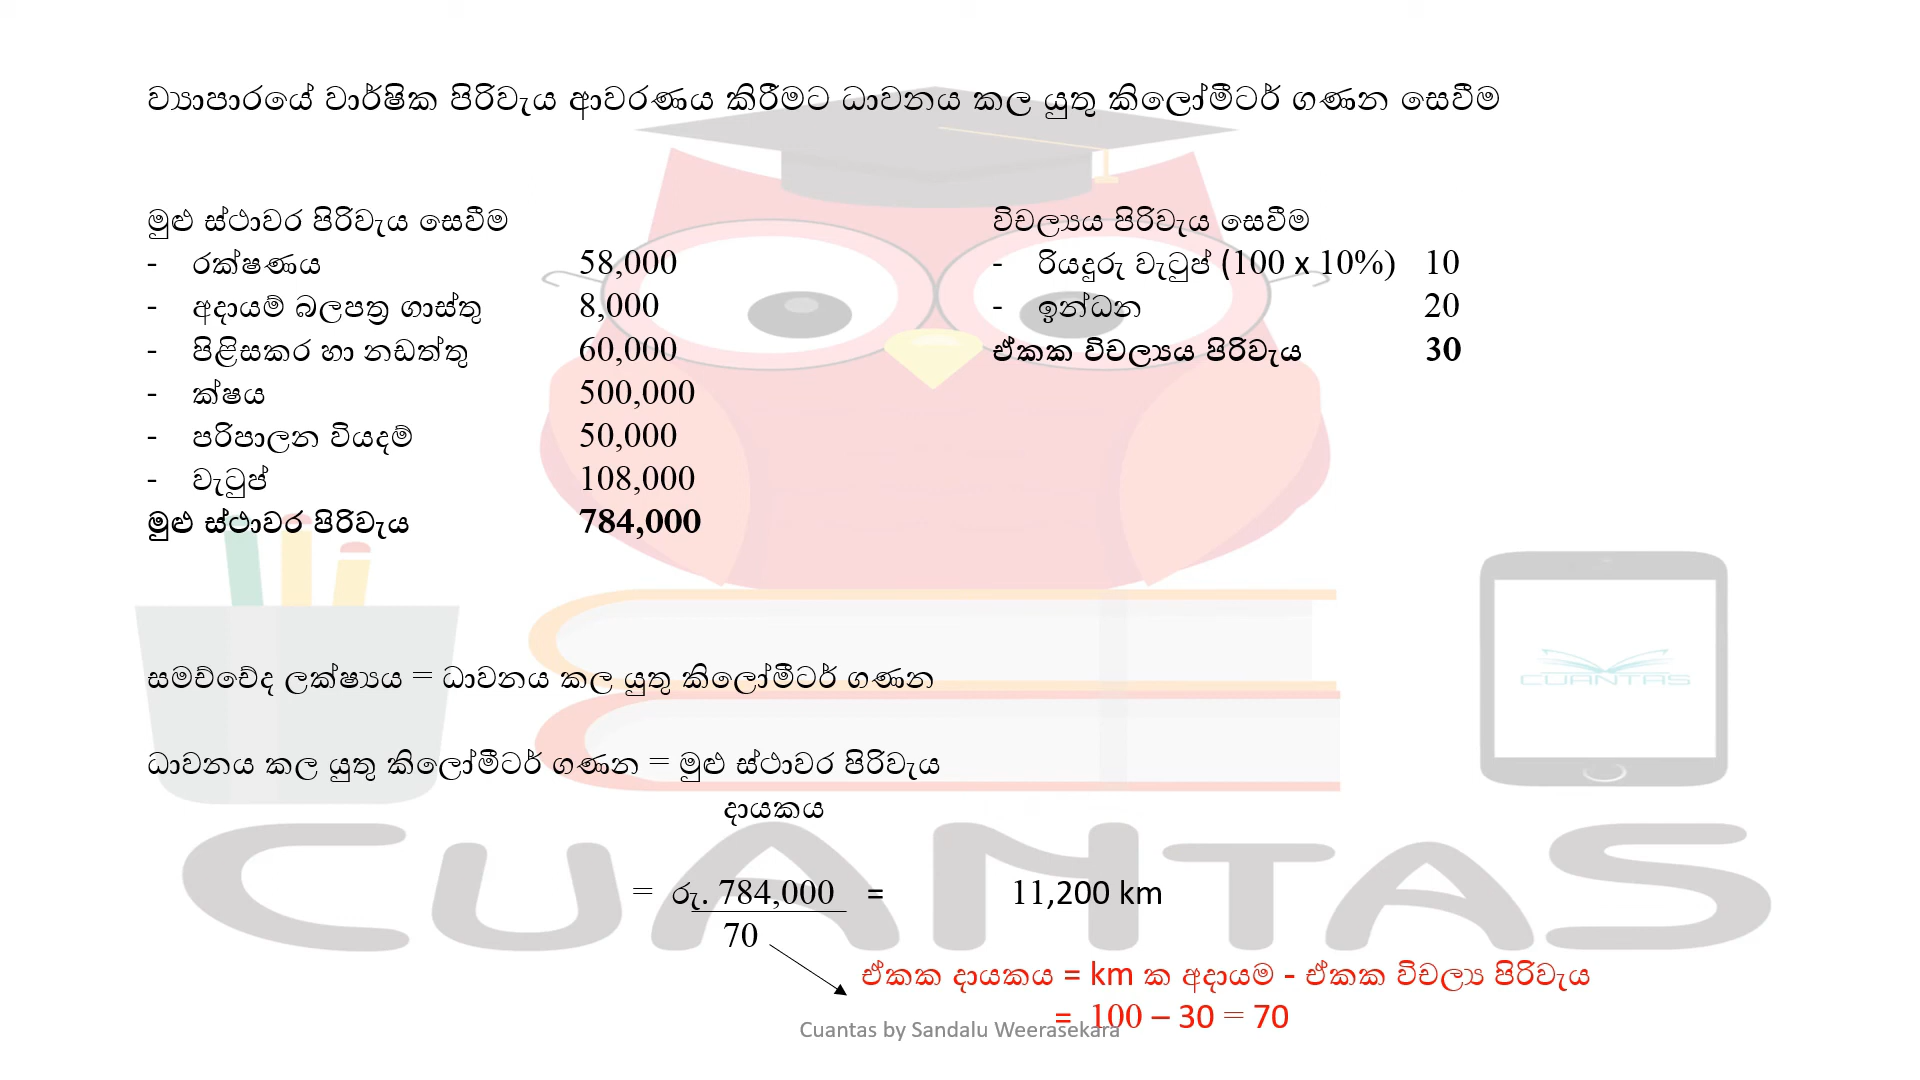 ව්‍යාපාරයේ වාර්ෂික පිරිවැය ආවරණය කිරීමට ධාවනය කල යුතු කිලෝමීටර් ගණන සෙවීම
මුළු ස්ථාවර පිරිවැය සෙවීම
- රක්ෂණය 58,000
- අදායම් බලපත්‍ර ගාස්තු 8,000
- පිළිසකර හා නඩත්තු 60,000
- ක්ෂය 500,000
- පරිපාලන වියදම් 50,000
- වැටුප් 108,000
මුළු ස්ථාවර පිරිවැය 784,000
විචල්‍යය පිරිවැය සෙවීම
- රියදුරු වැටුප් (100 x 10%) 10
- ඉන්ධන 20
ඒකක විචල්‍යය පිරිවැය 30
සමච්ඡේද ලක්ෂ්‍යය = ධාවනය කල යුතු කිලෝමීටර් ගණන
ධාවනය කල යුතු කිලෝමීටර් ගණන = මුළු ස්ථාවර පිරිවැය
දායකය
= රු. 784,000 = 11,200 km
70
ඒකක දායකය = km ක අදායම - ඒකක විචල්‍ය පිරිවැය
= 100 – 30 = 70
Cuantas by Sandalu Weerasekara
CUANTAS
CUANTAS